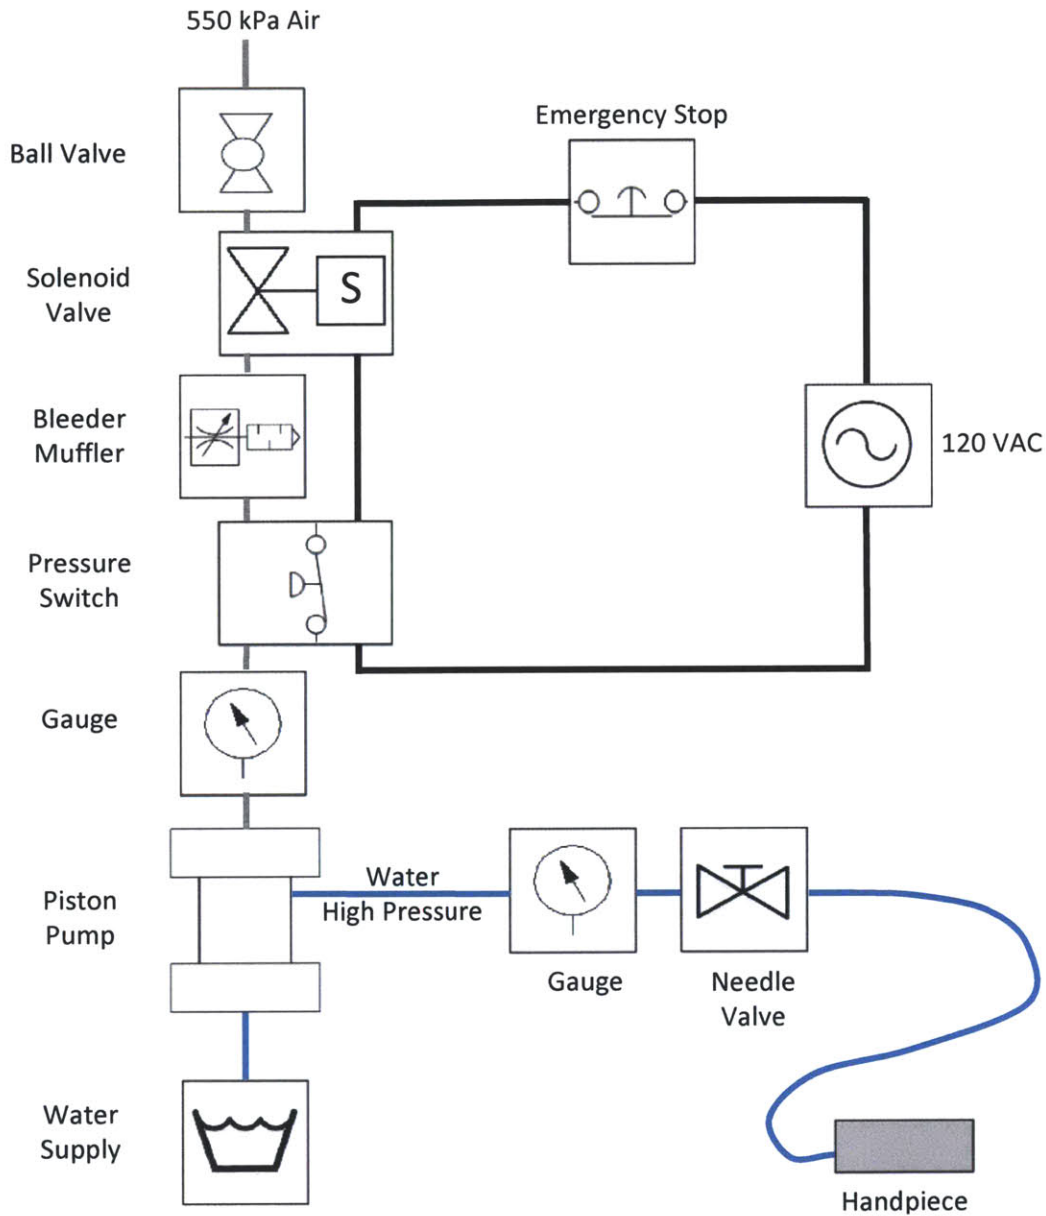 550 kPa Air
Ball Valve
Emergency Stop
Solenoid
Valve
S
Bleeder
Muffler
120 VAC
Pressure
Switch
Gauge
Piston
Pump
Water
High Pressure
Gauge
Needle
Valve
Water
Supply
Handpiece